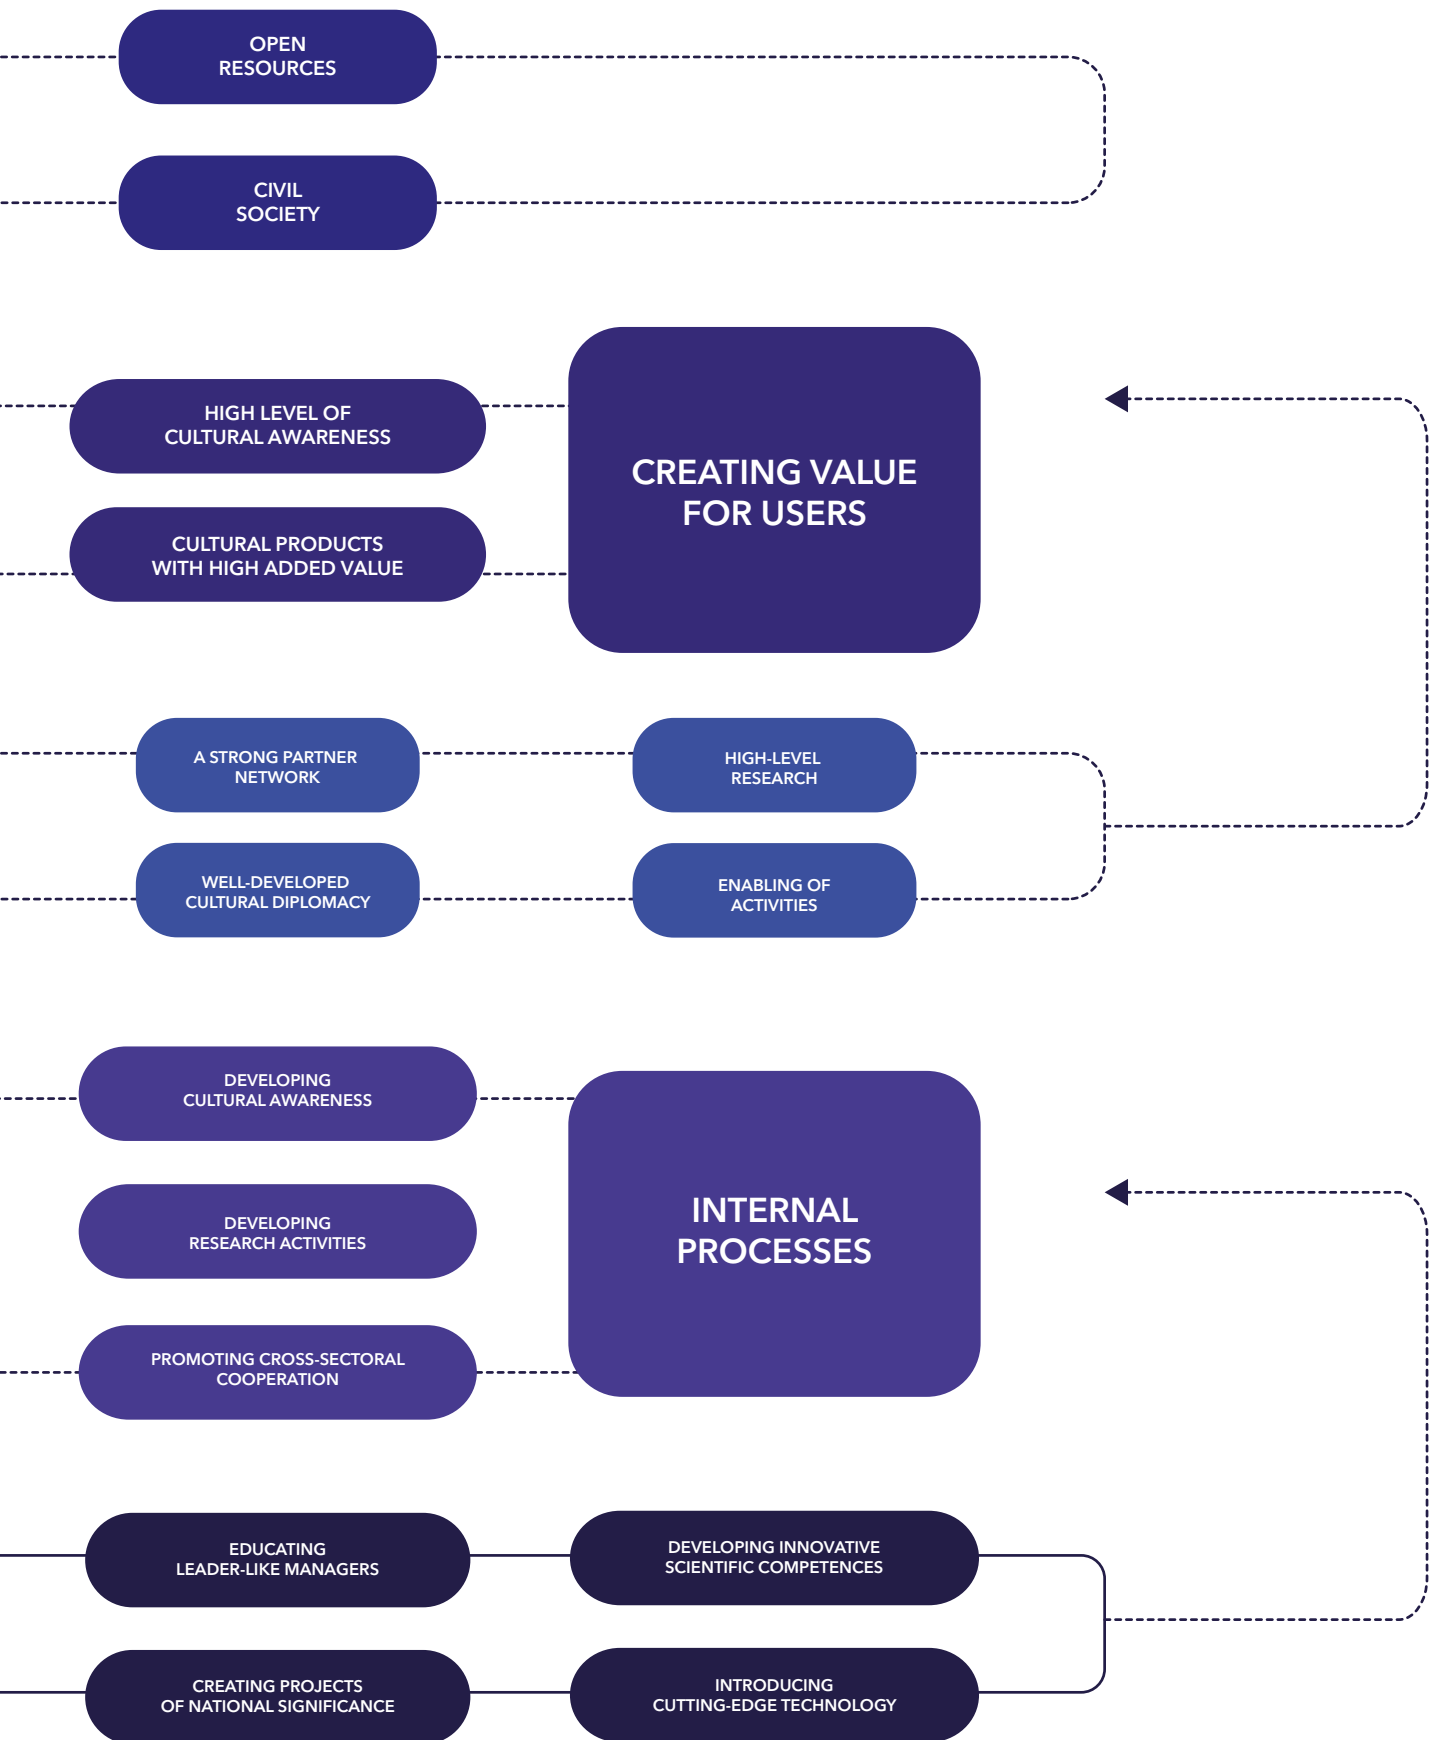 OPEN
RESOURCES
CIVIL
SOCIETY
HIGH LEVEL OF
CULTURAL AWARENESS
CULTURAL PRODUCTS
WITH HIGH ADDED VALUE
CREATING VALUE
FOR USERS
A STRONG PARTNER
NETWORK
HIGH-LEVEL
RESEARCH
WELL-DEVELOPED
CULTURAL DIPLOMACY
ENABLING OF
ACTIVITIES
DEVELOPING
CULTURAL AWARENESS
DEVELOPING
RESEARCH ACTIVITIES
PROMOTING CROSS-SECTORAL
COOPERATION
INTERNAL
PROCESSES
EDUCATING
LEADER-LIKE MANAGERS
DEVELOPING INNOVATIVE
SCIENTIFIC COMPETENCES
CREATING PROJECTS
OF NATIONAL SIGNIFICANCE
INTRODUCING
CUTTING-EDGE TECHNOLOGY